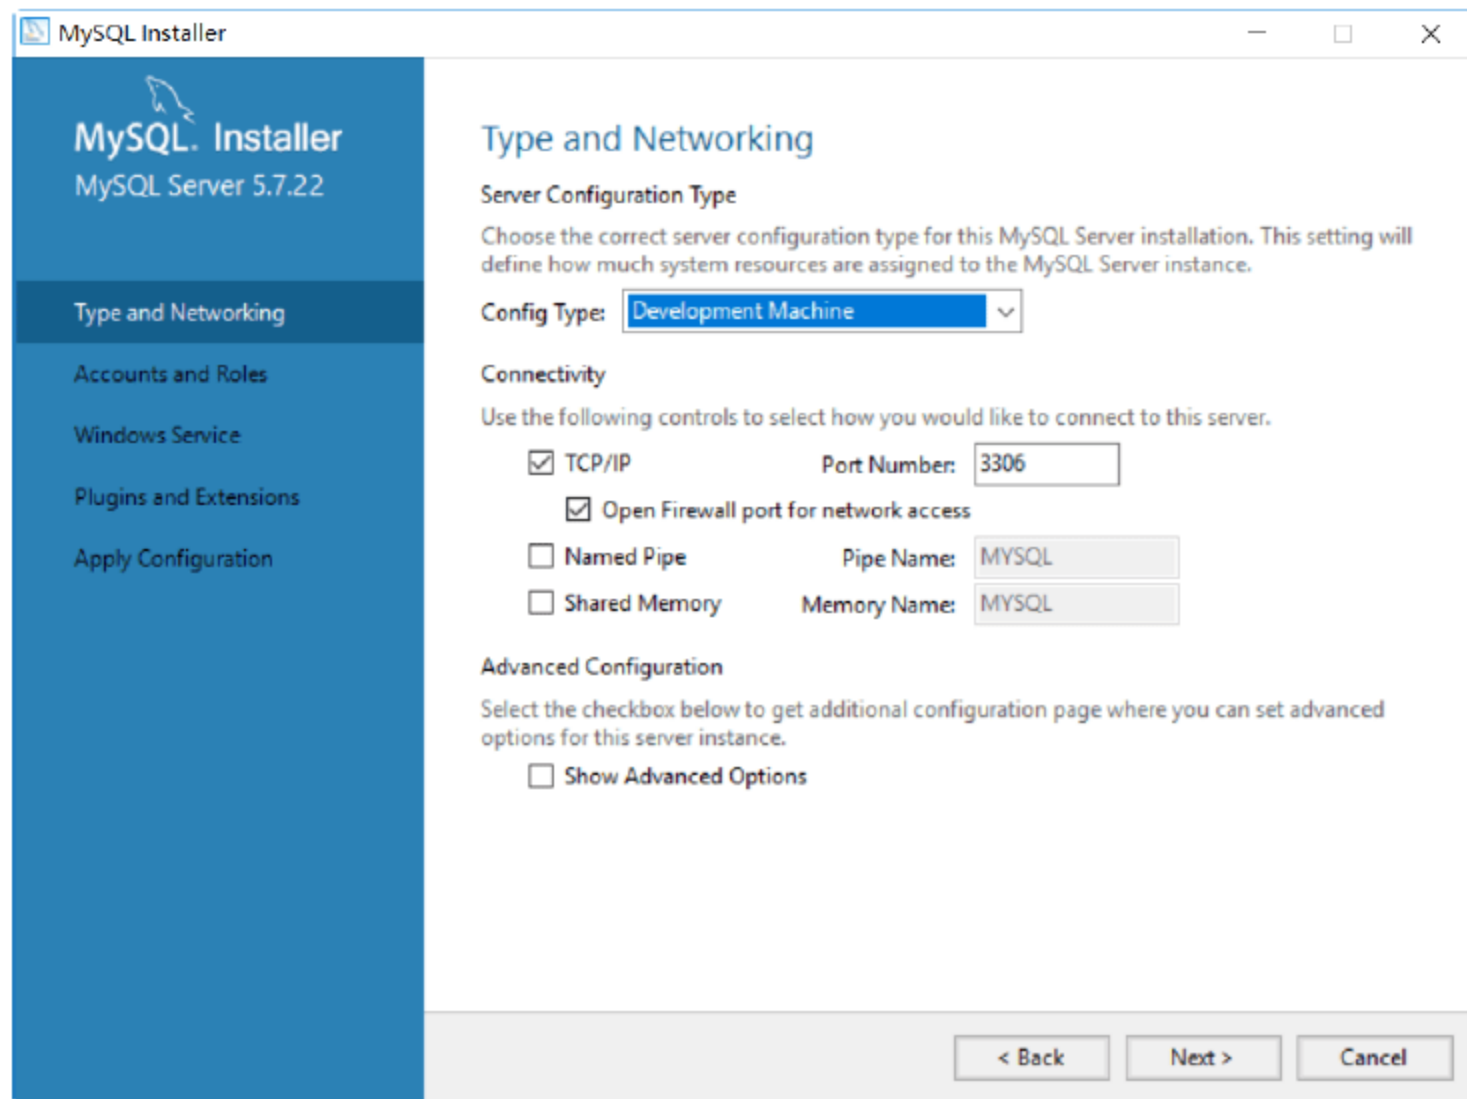 MySQL Installer
MySQL. Installer
MySQL Server 5.7.22
Type and Networking
Accounts and Roles
Windows Service
Plugins and Extensions
Apply Configuration
Type and Networking
Server Configuration Type
Choose the correct server configuration type for this MySQL Server installation. This setting will
define how much system resources are assigned to the MySQL Server instance.
Config Type: Development Machine
Connectivity
Use the following controls to select how you would like to connect to this server.
TCP/IP Port Number: 3306
Open Firewall port for network access
Named Pipe Pipe Name: MYSQL
Shared Memory Memory Name: MYSQL
Advanced Configuration
Select the checkbox below to get additional configuration page where you can set advanced
options for this server instance.
Show Advanced Options
< Back Next > Cancel